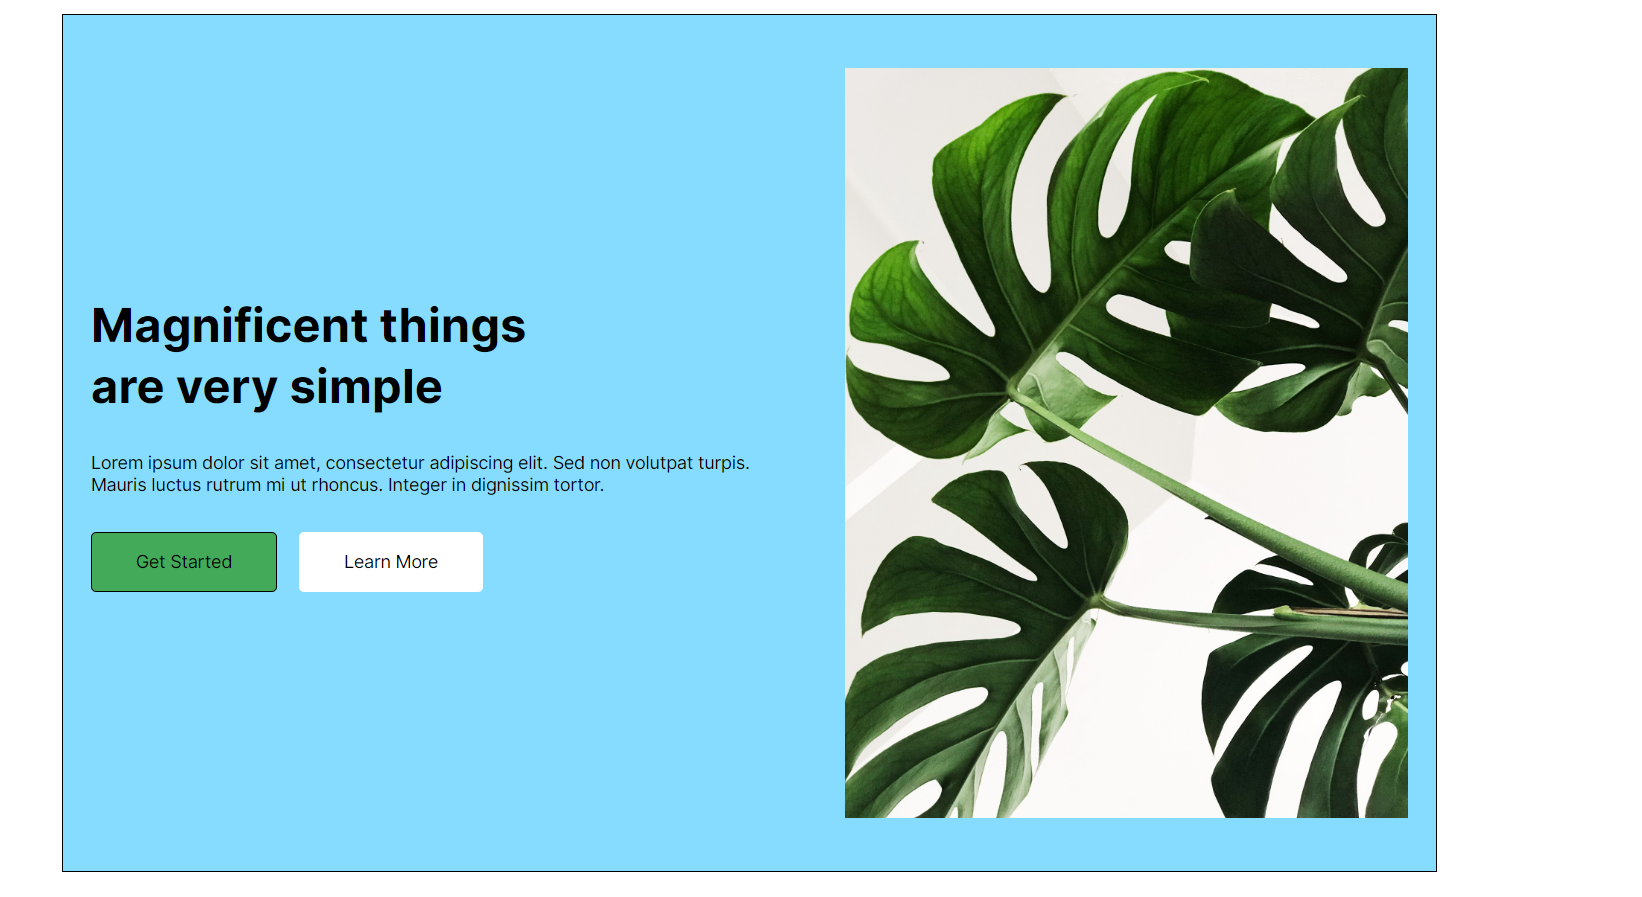 Magnificent things
are very simple
Lorem ipsum dolor sit amet, consectetur adipiscing elit. Sed non volutpat turpis.
Mauris luctus rutrum mi ut rhoncus. Integer in dignissim tortor.
Get Started
Learn More